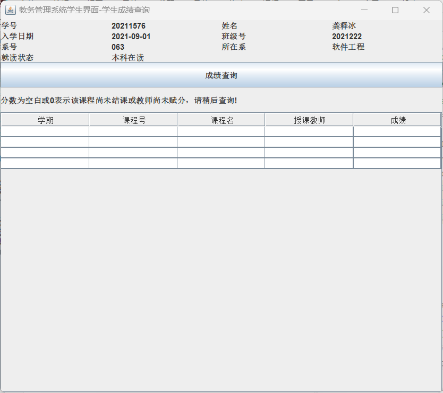 教务管理系统学生界面-学生成绩查询
学号 20211576 姓名 龚释冰
入学日期 2021-09-01 班级号 2021222
系号 063 所在系 软件工程
就读状态 本科在读
成绩查询
分数为空白或0表示该课程尚未结课或教师尚未赋分，请稍后查询!
学期 课程号 课程名 授课教师 成绩